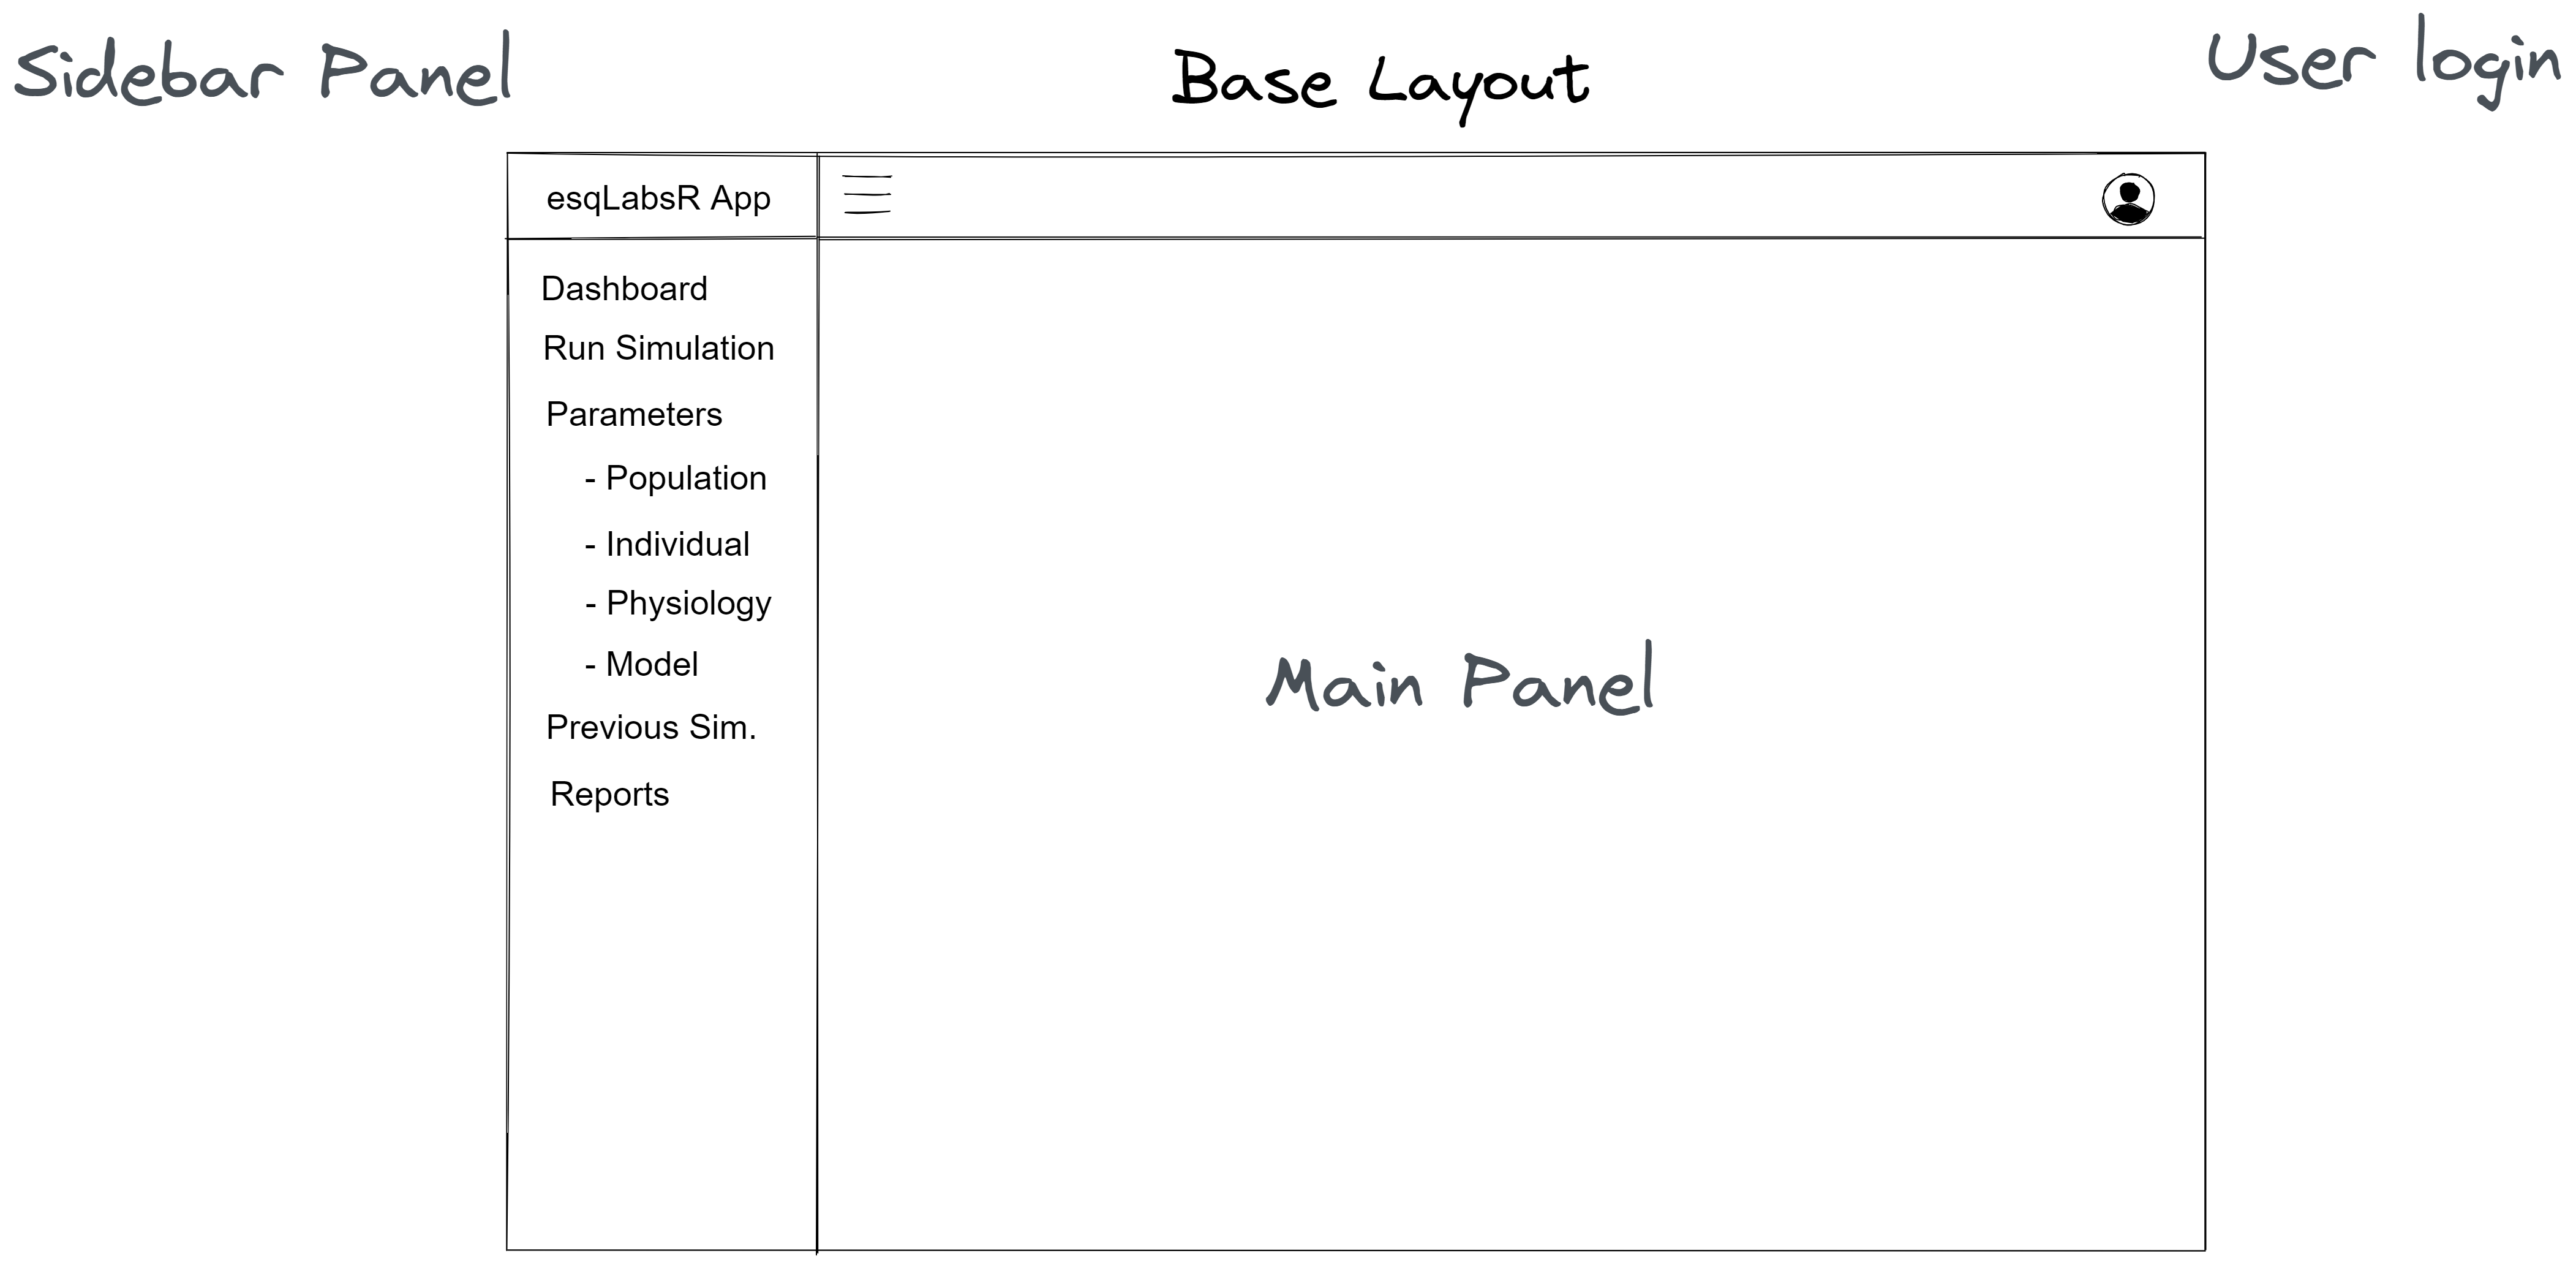 Sidebar Panel
Base Layout
User login
esqLabsR App
Dashboard
Run Simulation
Parameters
- Population
- Individual
- Physiology
- Model
Previous Sim.
Reports
Main Panel